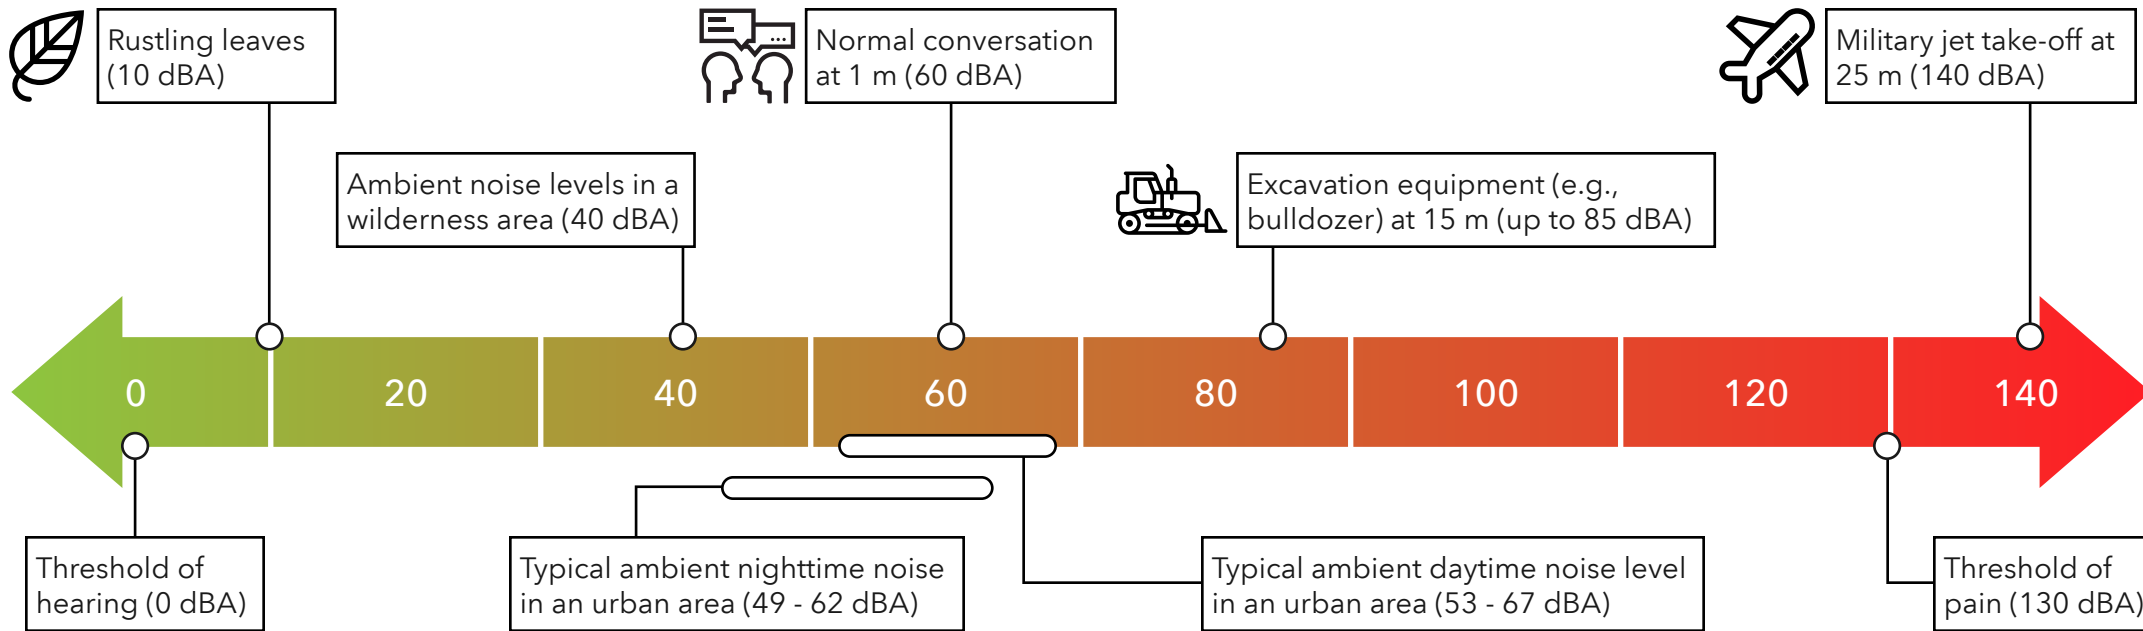 Rustling leaves
(10 dBA)
Normal conversation
at 1 m (60 dBA)
Military jet take-off at
25 m (140 dBA)
Ambient noise levels in a
wilderness area (40 dBA)
Excavation equipment (e.g.,
bulldozer) at 15 m (up to 85 dBA)
0 20 40 60 80 100 120 140
Threshold of
hearing (0 dBA)
Typical ambient nighttime noise
in an urban area (49 - 62 dBA)
Typical ambient daytime noise level
in an urban area (53 - 67 dBA)
Threshold of
pain (130 dBA)